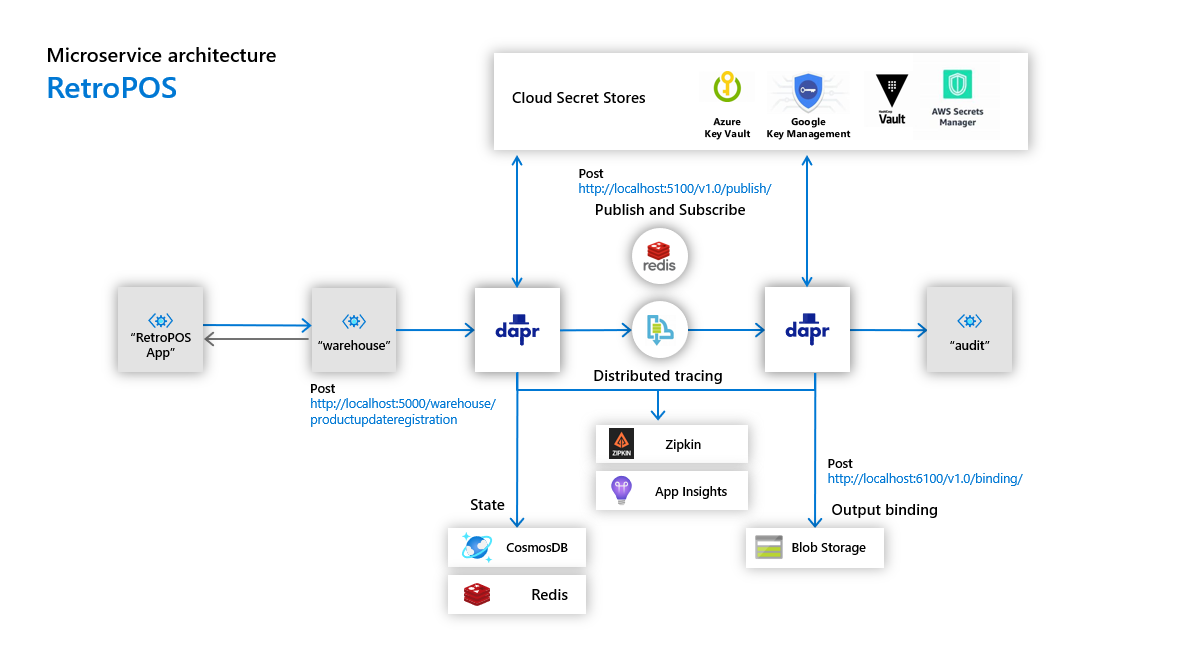 Microservice architecture
RetroPOS
Cloud Secret Stores
Azure
Key Vault
Google
Key Management
Vault
AWS Secrets
Manager
Post
http://localhost:5100/v1.0/publish/
Publish and Subscribe
redis
“RetroPOS
App”
“warehouse”
dapr
dapr
“audit”
Distributed tracing
Post
http://localhost:5000/warehouse/
productupdateregistration
ZIPKIN
Zipkin
App Insights
Post
http://localhost:6100/v1.0/binding/
State
Output binding
CosmosDB
Blob Storage
Redis